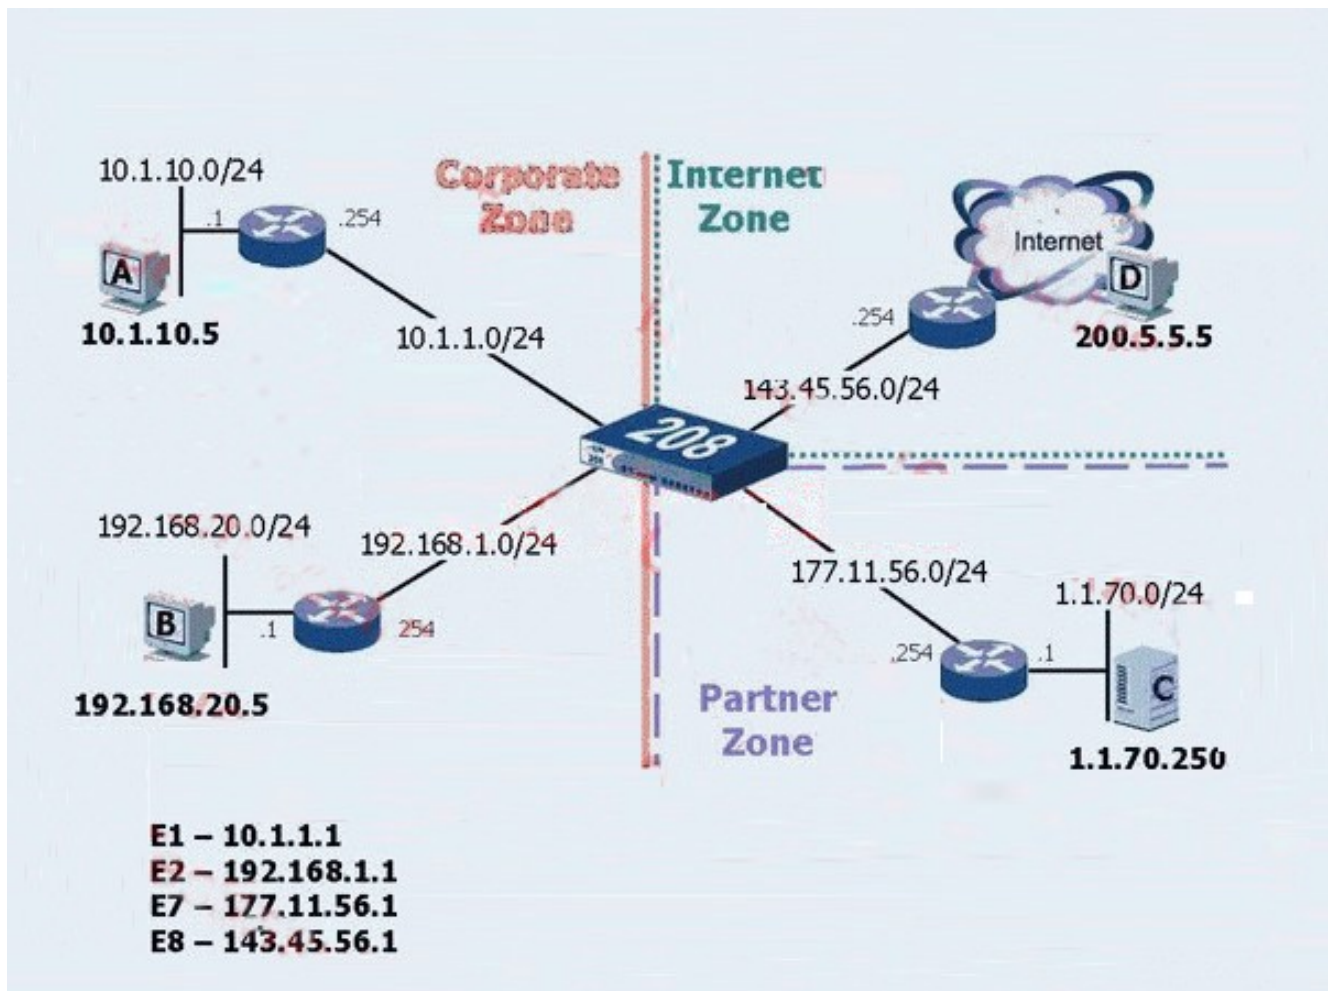 10.1.10.0/24
.1
.254
A
10.1.10.5
Corporate
Zone
Internet
Zone
Internet
D
.254
200.5.5.5
10.1.1.0/24
143.45.56.0/24
208
192.168.20.0/24
192.168.1.0/24
B
.1
254
192.168.20.5
177.11.56.0/24
1.1.70.0/24
.254
.1
C
Partner
Zone
1.1.70.250
E1 – 10.1.1.1
E2 – 192.168.1.1
E7 – 177.11.56.1
E8 – 143.45.56.1